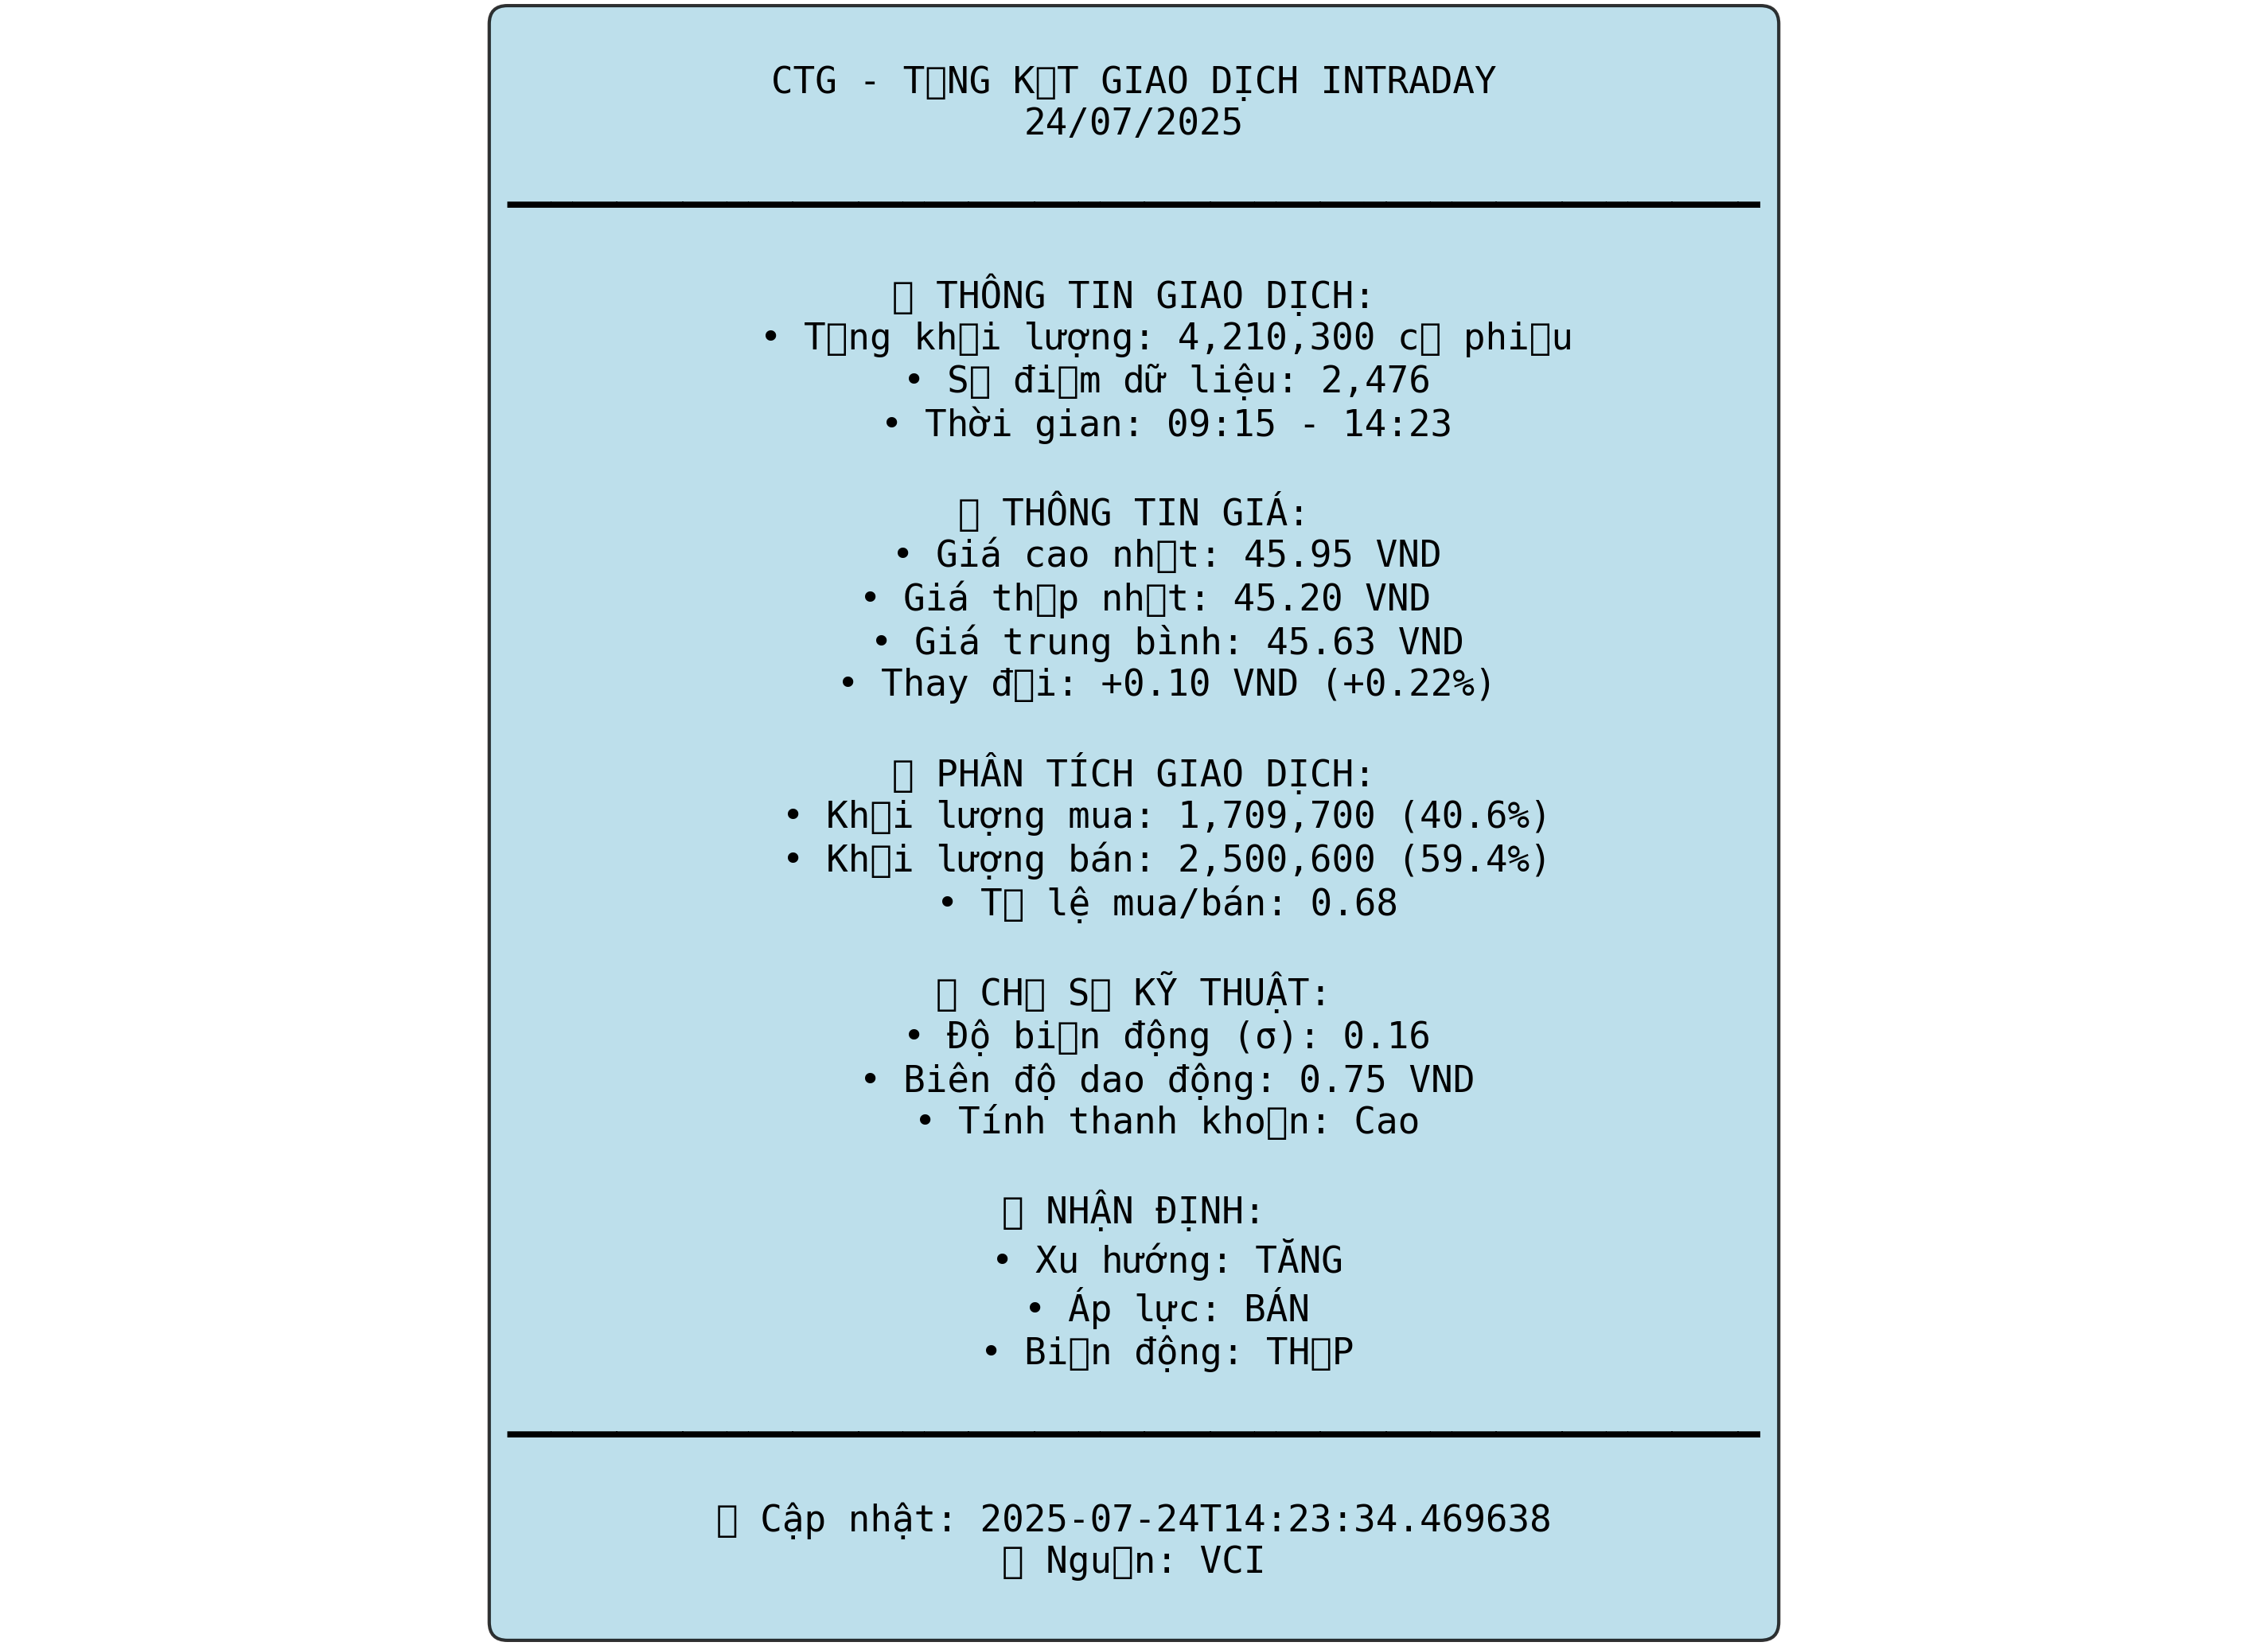 CTG - T▯NG K▯T GIAO DỊCH INTRADAY
24/07/2025
▯ THÔNG TIN GIAO DỊCH:
• T▯ng kh▯i lượng: 4,210,300 c▯ phi▯u
• S▯ đi▯m dữ liệu: 2,476
• Thời gian: 09:15 - 14:23
▯ THÔNG TIN GIÁ:
• Giá cao nh▯t: 45.95 VND
• Giá th▯p nh▯t: 45.20 VND
• Giá trung bình: 45.63 VND
• Thay đ▯i: +0.10 VND (+0.22%)
▯ PHÂN TÍCH GIAO DỊCH:
• Kh▯i lượng mua: 1,709,700 (40.6%)
• Kh▯i lượng bán: 2,500,600 (59.4%)
• T▯ lệ mua/bán: 0.68
▯ CH▯ S▯ KỸ THUẬT:
• Độ bi▯n động (σ): 0.16
• Biên độ dao động: 0.75 VND
• Tính thanh kho▯n: Cao
▯ NHẬN ĐỊNH:
• Xu hướng: TĂNG
• Áp lực: BÁN
• Bi▯n động: TH▯P
▯ Cập nhật: 2025-07-24T14:23:34.469638
▯ Ngu▯n: VCI